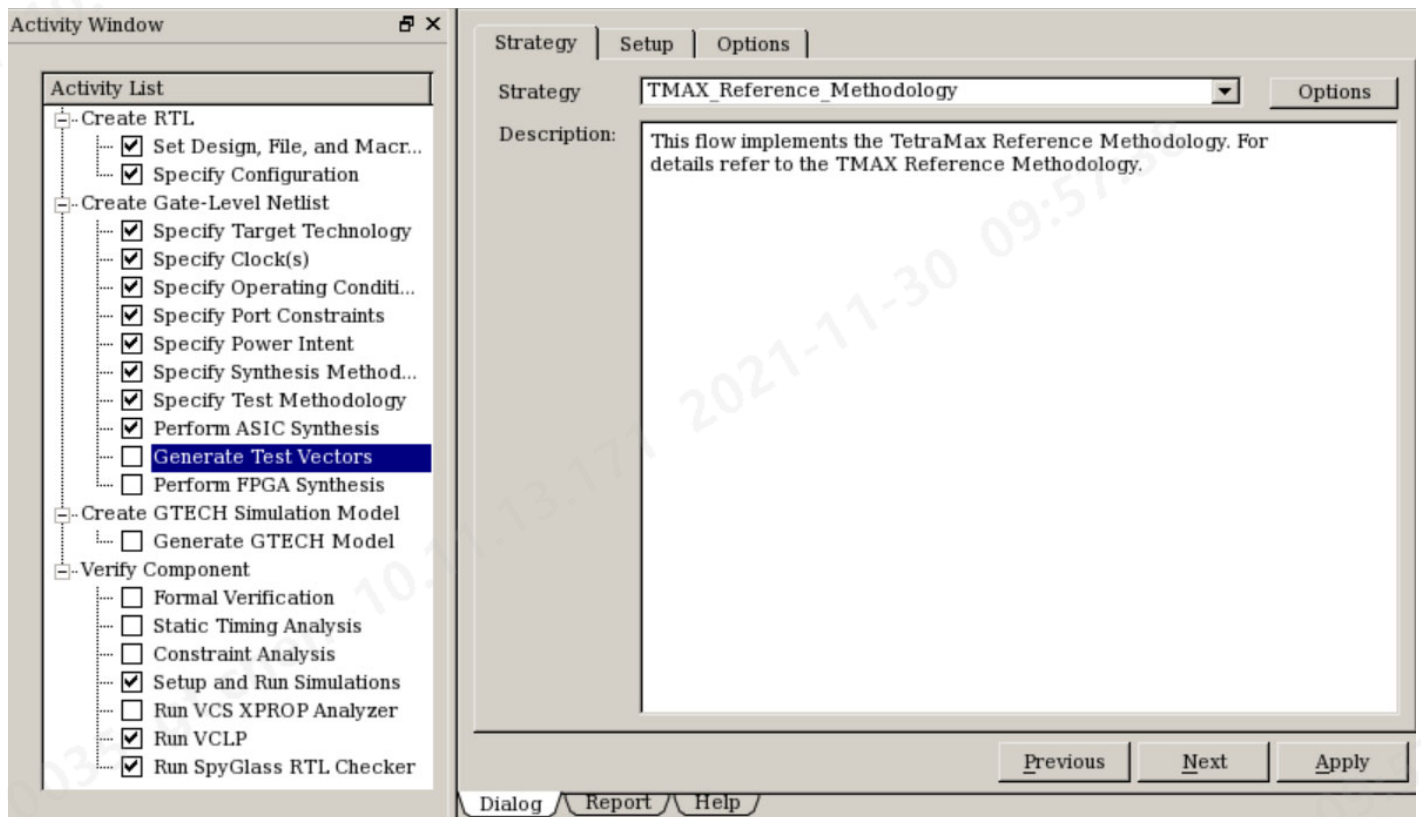 Activity Window
Activity List
Create RTL
Set Design, File, and Macr...
Specify Configuration
Create Gate-Level Netlist
Specify Target Technology
Specify Clock(s)
Specify Operating Conditi...
Specify Port Constraints
Specify Power Intent
Specify Synthesis Method...
Specify Test Methodology
Perform ASIC Synthesis
Generate Test Vectors
Perform FPGA Synthesis
Create GTECH Simulation Model
Generate GTECH Model
Verify Component
Formal Verification
Static Timing Analysis
Constraint Analysis
Setup and Run Simulations
Run VCS XPROP Analyzer
Run VCLP
Run SpyGlass RTL Checker
Strategy Setup Options
Strategy TMAX_Reference_Methodology Options
Description: This flow implements the TetraMax Reference Methodology. For
details refer to the TMAX Reference Methodology.
Previous Next Apply
Dialog Report Help
2021-11-30